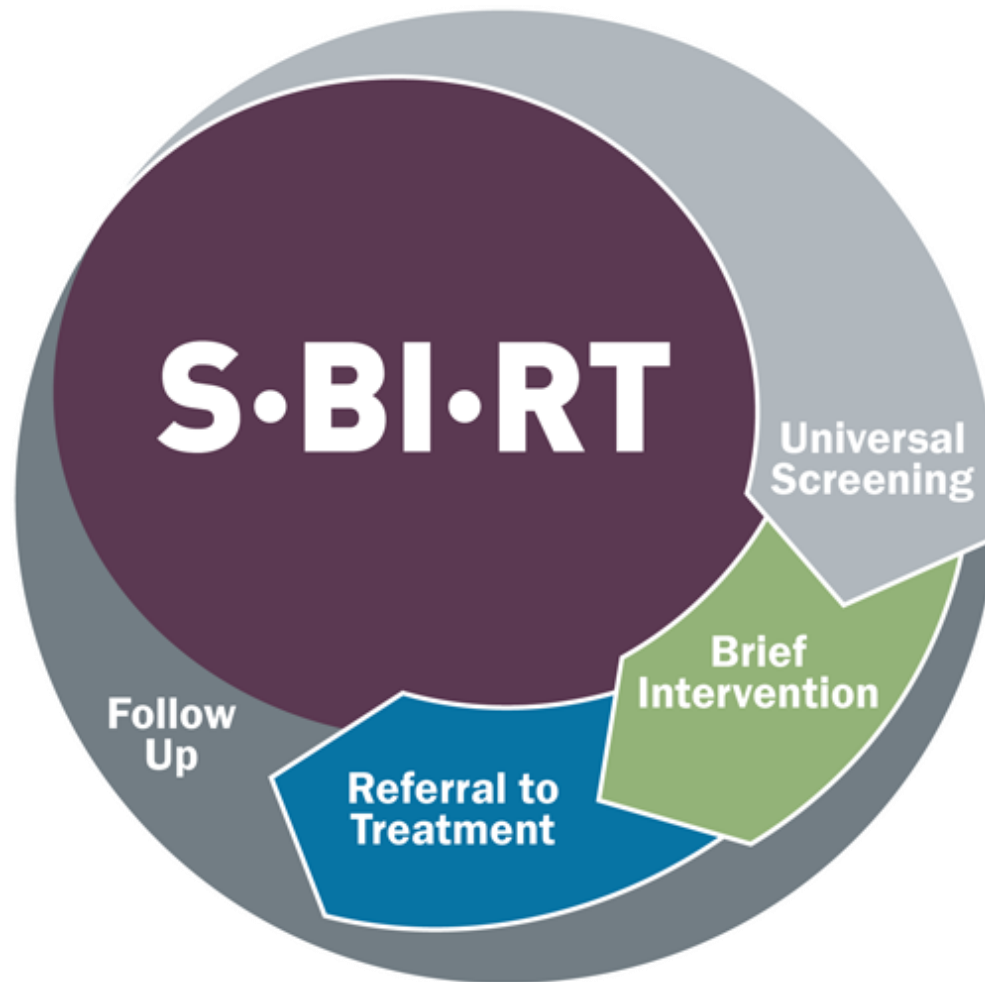 S•BI•RT
Universal
Screening
Brief
Intervention
Referral to
Treatment
Follow
Up